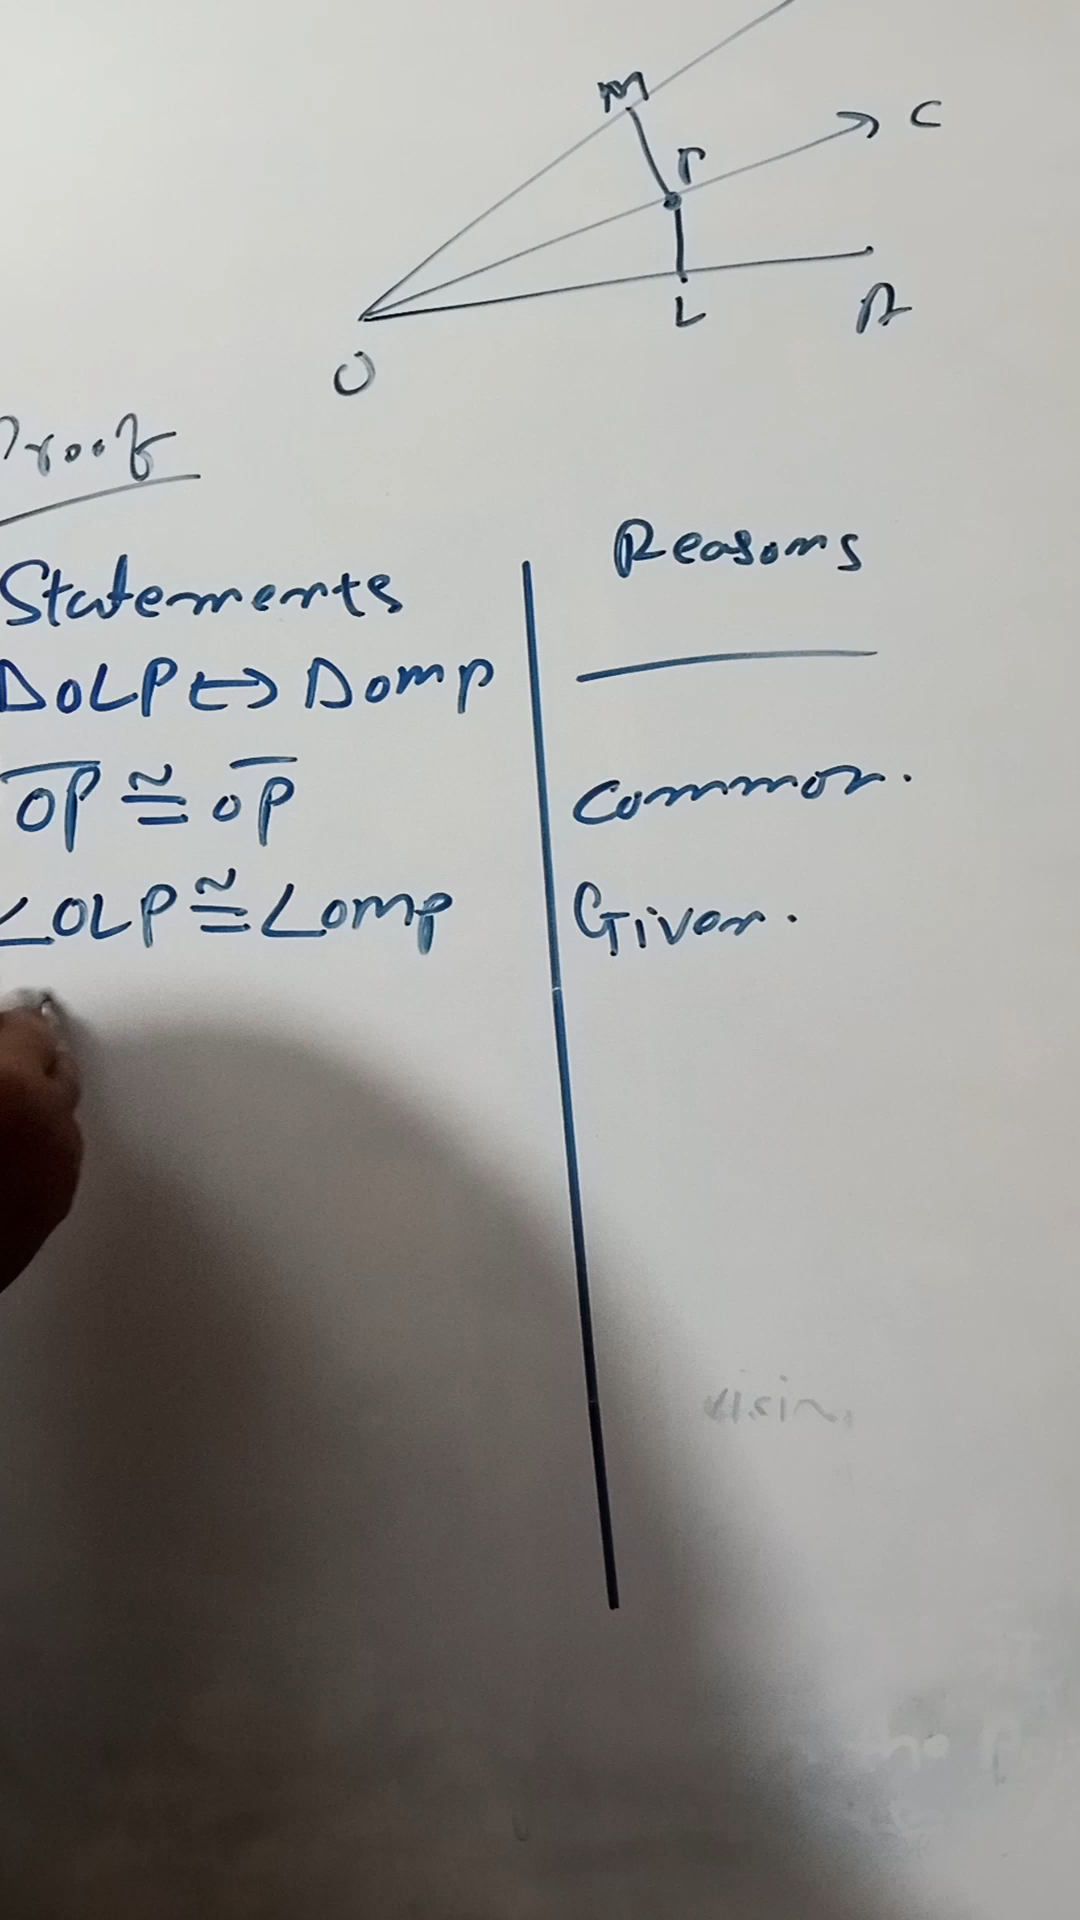 M
C
P
L
A
O
Proof
Statements
Reasons
ΔOLP ↔ ΔOMP
OP ≅ OP
Common.
∠OLP ≅ ∠OMP
Given.